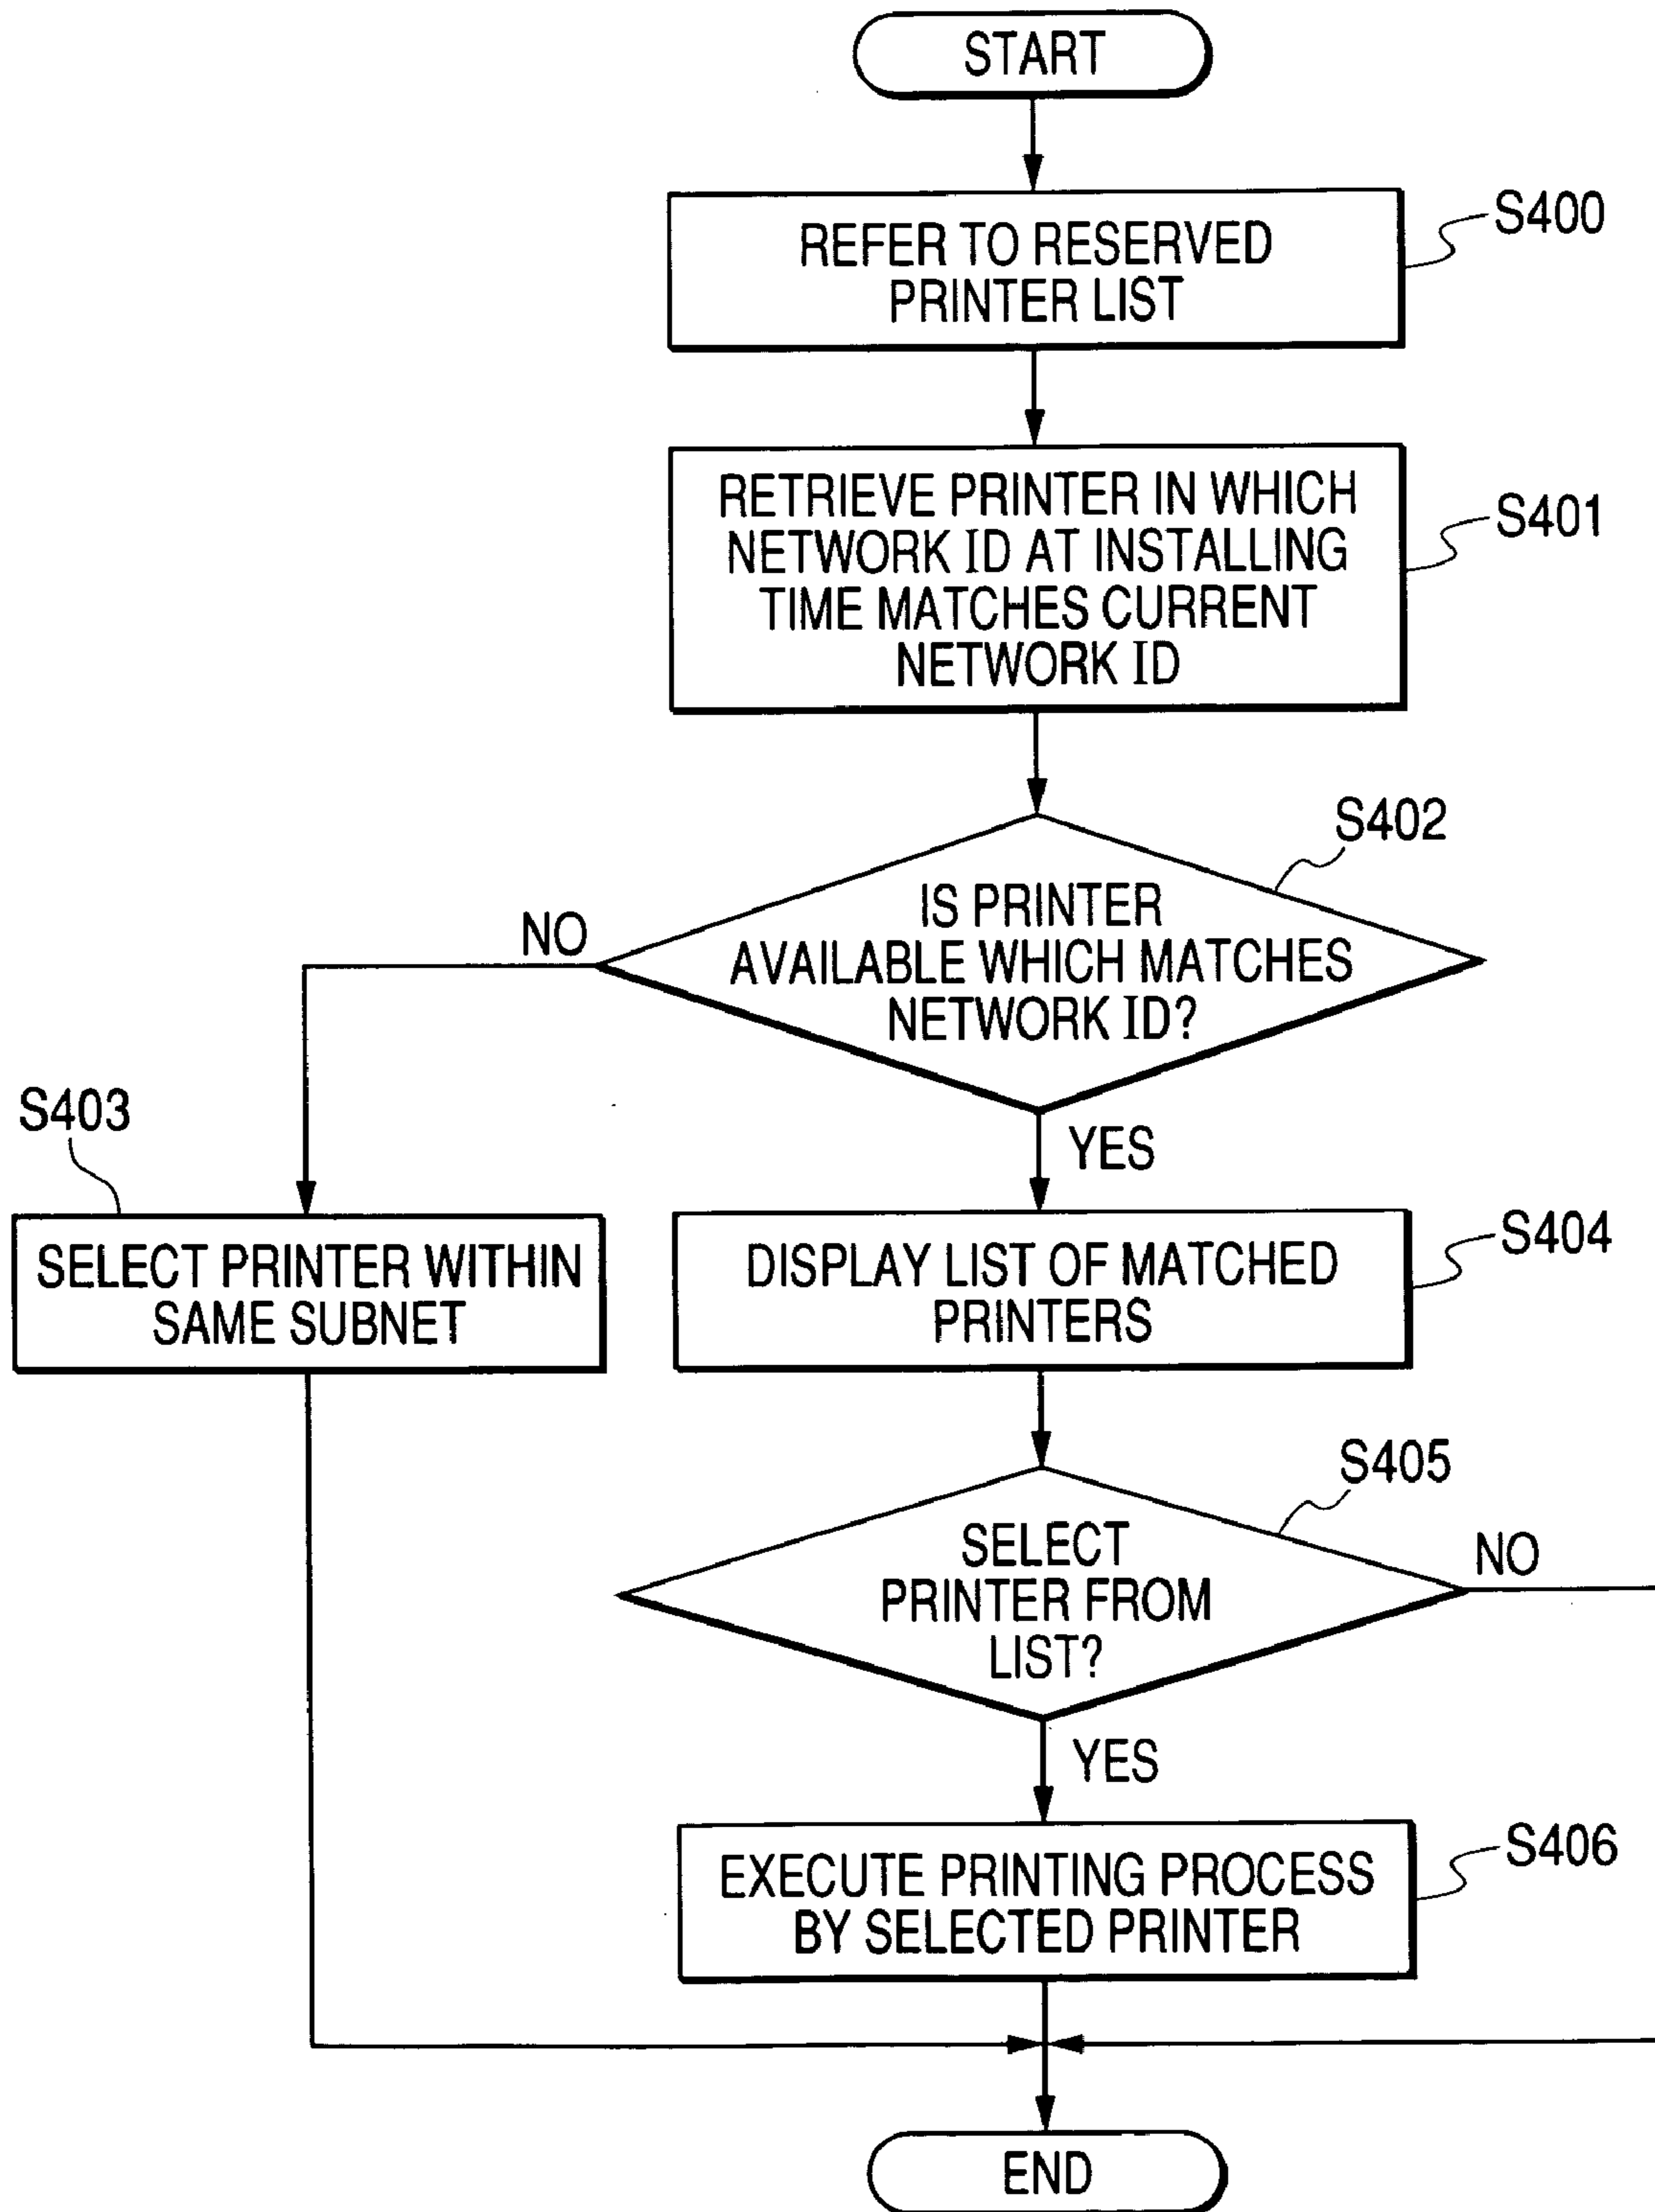 START
REFER TO RESERVED
PRINTER LIST
S400
RETRIEVE PRINTER IN WHICH
NETWORK ID AT INSTALLING
TIME MATCHES CURRENT
NETWORK ID
S401
S402
IS PRINTER
AVAILABLE WHICH MATCHES
NETWORK ID?
NO
YES
S403
SELECT PRINTER WITHIN
SAME SUBNET
DISPLAY LIST OF MATCHED
PRINTERS
S404
S405
SELECT
PRINTER FROM
LIST?
NO
YES
EXECUTE PRINTING PROCESS
BY SELECTED PRINTER
S406
END